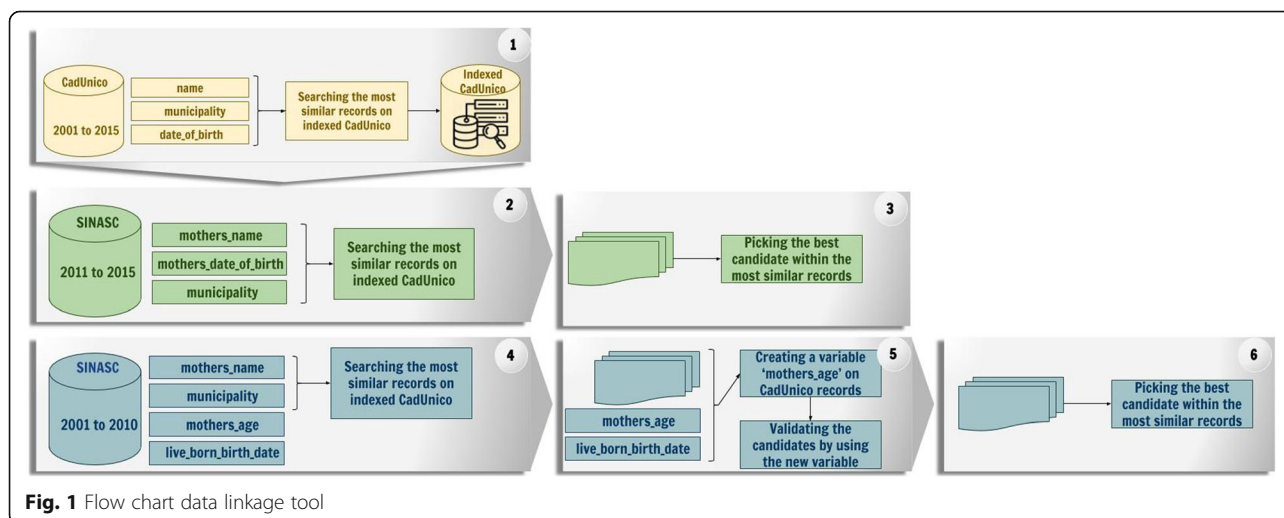 1
CadUnico
2001 to 2015
name
municipality
date_of_birth
Searching the most
similar records on
indexed CadUnico
Indexed
CadUnico
2
SINASC
2011 to 2015
mothers_name
mothers_date_of_birth
municipality
Searching the most
similar records on
indexed CadUnico
3
Picking the best
candidate within the
most similar records
4
SINASC
2001 to 2010
mothers_name
municipality
mothers_age
live_born_birth_date
Searching the most
similar records on
indexed CadUnico
5
mothers_age
live_born_birth_date
Creating a variable
'mothers_age' on
CadUnico records
Validating the
candidates by using
the new variable
6
Picking the best
candidate within the
most similar records
Fig. 1 Flow chart data linkage tool